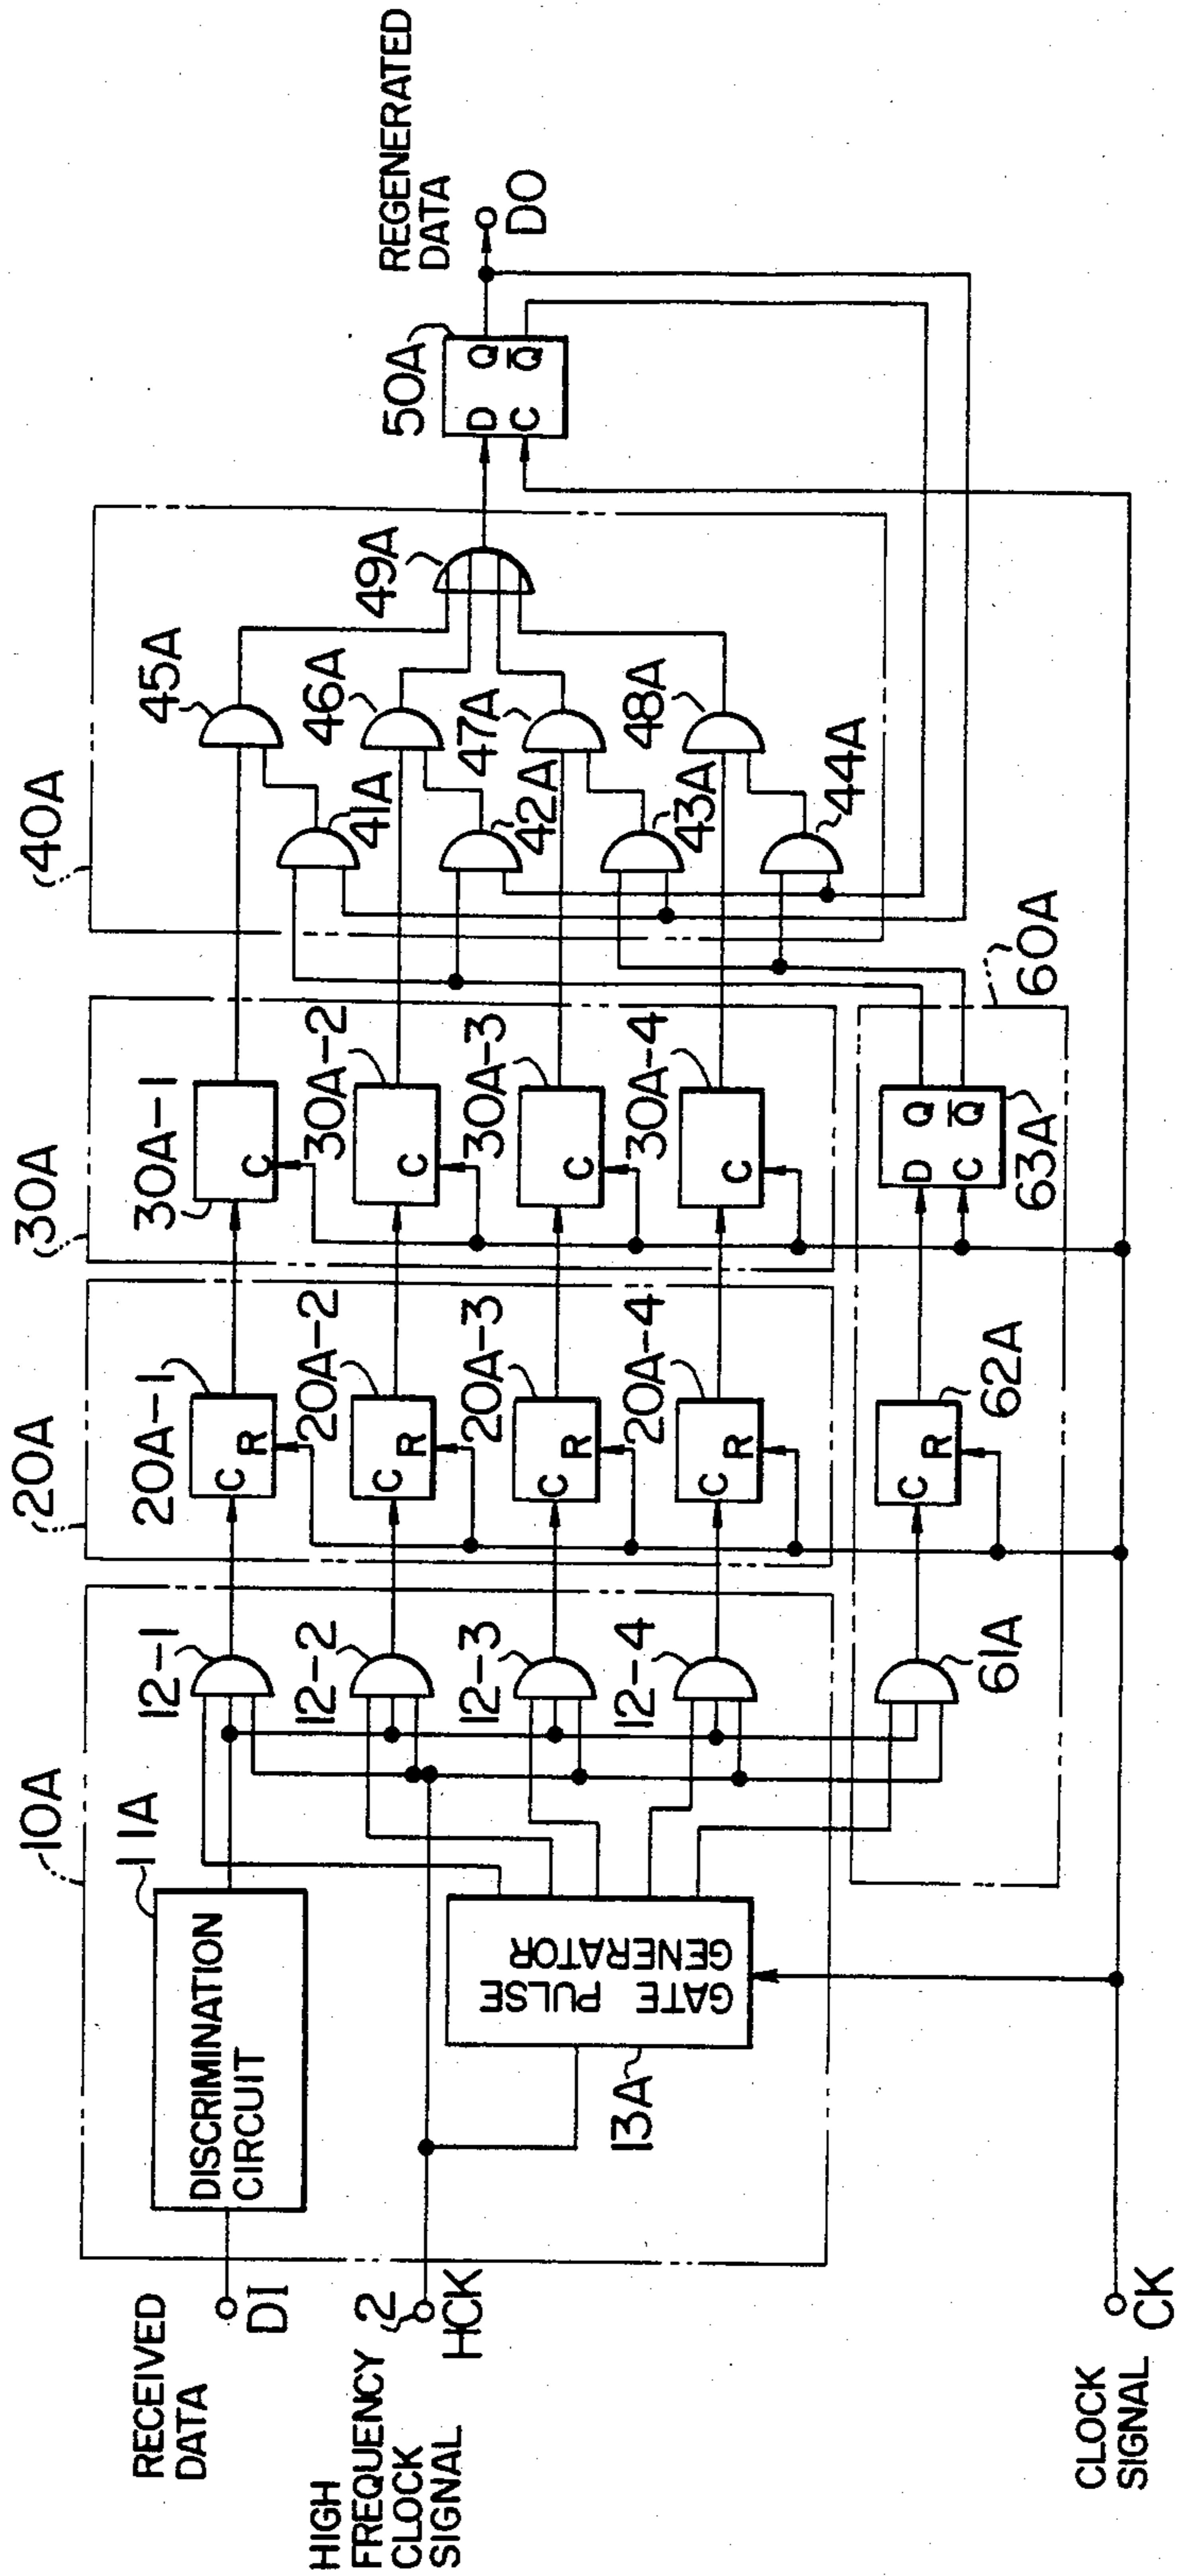 RECEIVED
DATA
DI
HIGH
FREQUENCY
CLOCK
SIGNAL
2
HCK
CLOCK
SIGNAL
CK
10A
11A
DISCRIMINATION
CIRCUIT
13A
GATE PULSE
GENERATOR
12-1
12-2
12-3
12-4
61A
20A
20A-1
C
R
20A-2
C
R
20A-3
C
R
20A-4
C
R
62A
C
R
30A
30A-1
C
30A-2
C
30A-3
C
30A-4
C
60A
63A
D Q
C Q̅
40A
41A
42A
43A
44A
45A
46A
47A
48A
49A
50A
D Q
C Q̅
REGENERATED
DATA
DO